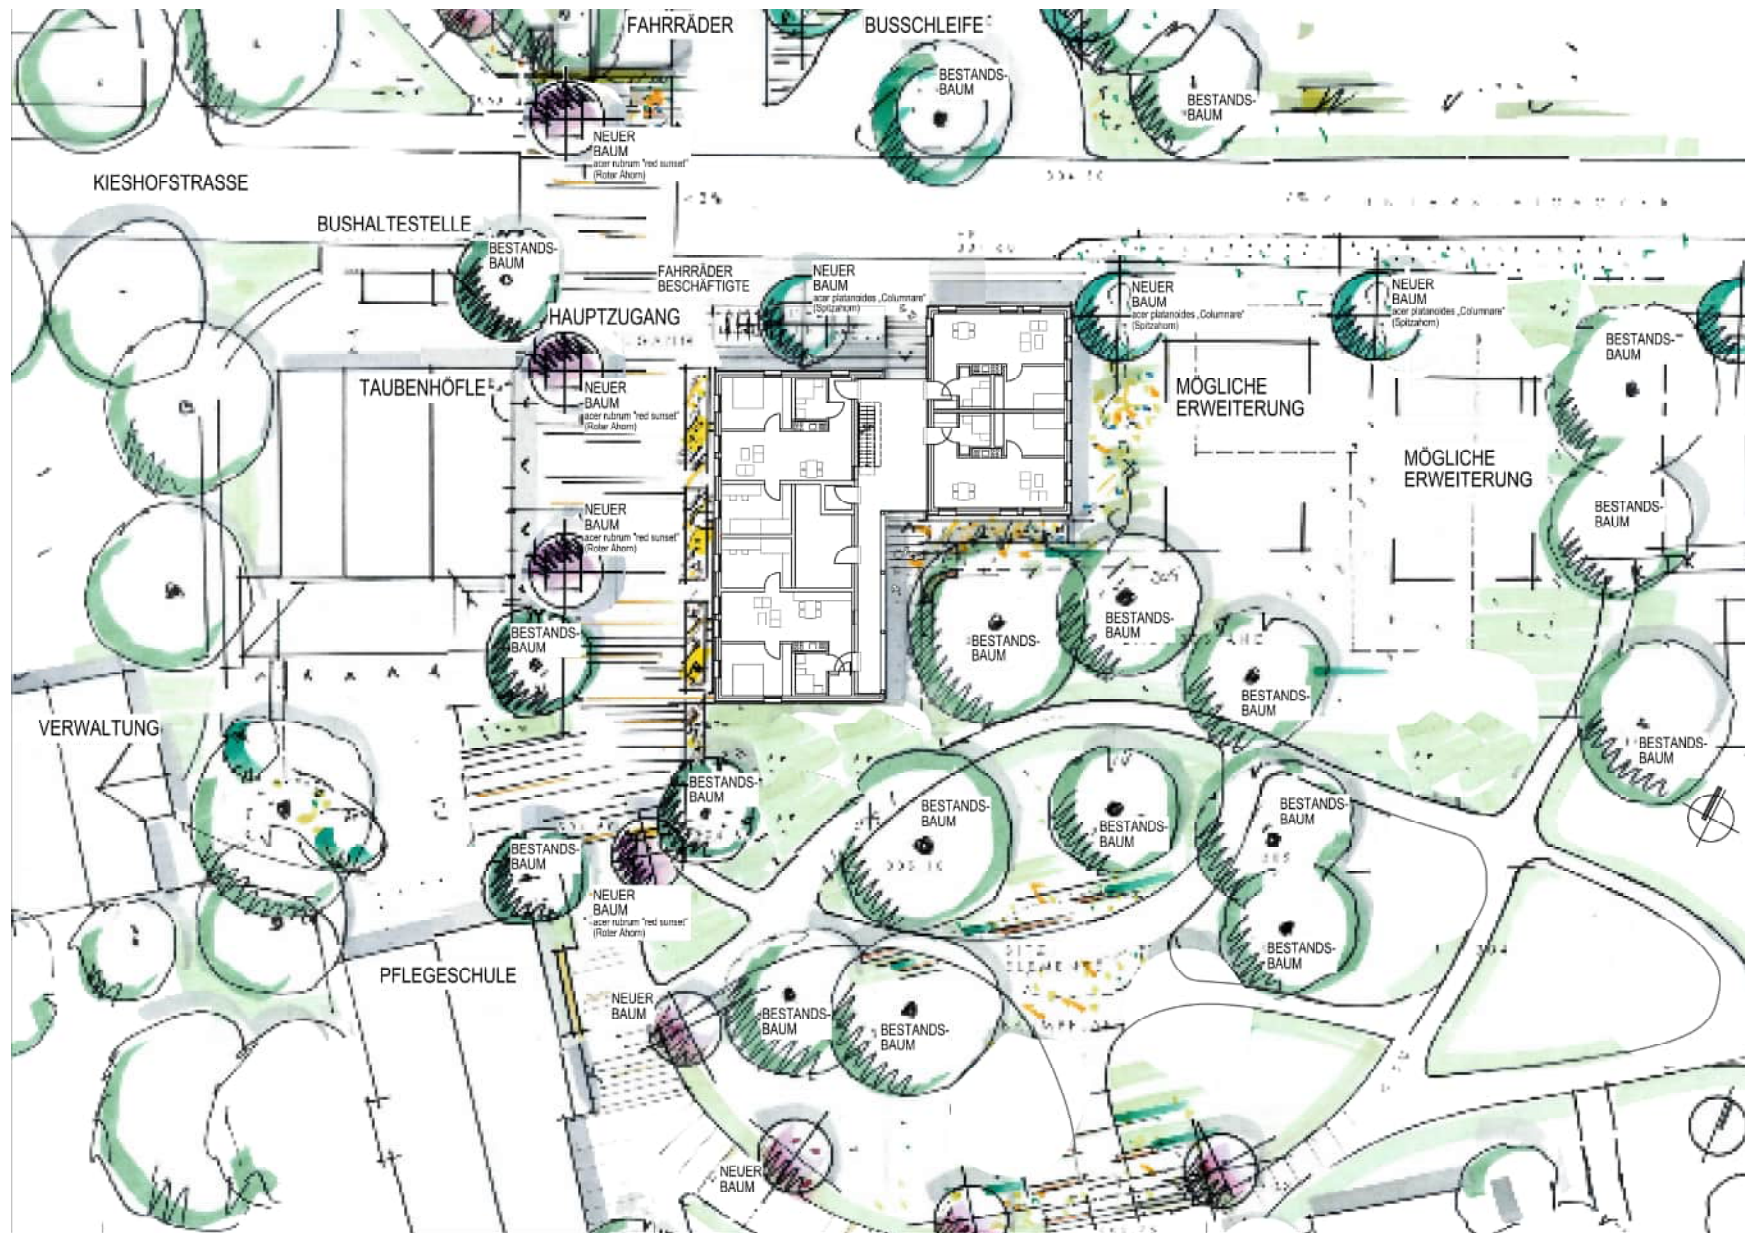 FAHRRÄDER
BUSSCHLEIFE
BESTANDS-
BAUM
BESTANDS-
BAUM
NEUER
BAUM
acer rubrum "red sunset"
(Roter Ahorn)
KIESHOFSTRASSE
BUSHALTESTELLE
BESTANDS-
BAUM
FAHRRÄDER
BESCHÄFTIGTE
NEUER
BAUM
acer platanoides „Columnare"
(Spitzahorn)
NEUER
BAUM
acer platanoides „Columnare"
(Spitzahorn)
NEUER
BAUM
acer platanoides „Columnare"
(Spitzahorn)
HAUPTZUGANG
BESTANDS-
BAUM
TAUBENHÖFLE
NEUER
BAUM
acer rubrum "red sunset"
(Roter Ahorn)
MÖGLICHE
ERWEITERUNG
MÖGLICHE
ERWEITERUNG
BESTANDS-
BAUM
NEUER
BAUM
acer rubrum "red sunset"
(Roter Ahorn)
BESTANDS-
BAUM
BESTANDS-
BAUM
BESTANDS-
BAUM
BESTANDS-
BAUM
VERWALTUNG
BESTANDS-
BAUM
BESTANDS-
BAUM
BESTANDS-
BAUM
BESTANDS-
BAUM
BESTANDS-
BAUM
BESTANDS-
BAUM
NEUER
BAUM
acer rubrum "red sunset"
(Roter Ahorn)
BESTANDS-
BAUM
PFLEGESCHULE
NEUER
BAUM
BESTANDS-
BAUM
BESTANDS-
BAUM
NEUER
BAUM